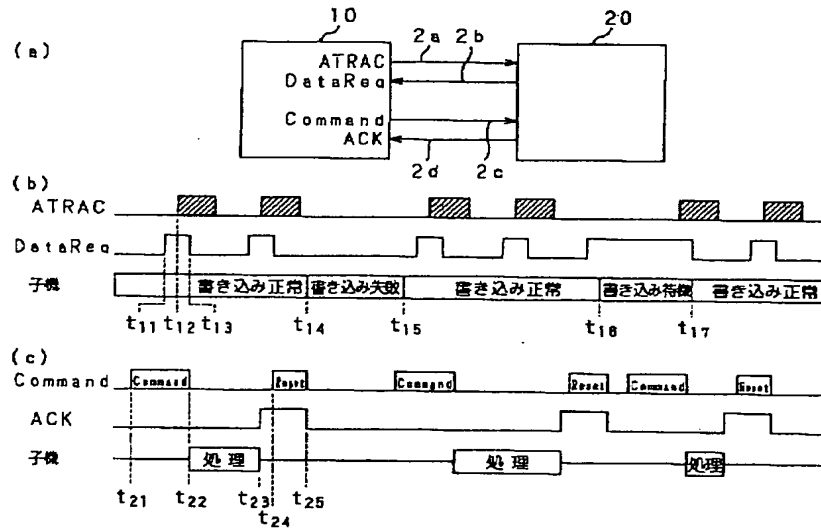 10 20
(a) 2a 2b
ATRAC
DataReq
Command
ACK
2d 2c
(b)
ATRAC
DataReq
子機 書き込み正常 書き込み失敗 書き込み正常 書き込み待機 書き込み正常
t11 t12 t13 t14 t15 t16 t17
(c)
Command Command Reset Command Reset Command Reset
ACK
子機 処理 処理 処理
t21 t22 t23 t24 t25